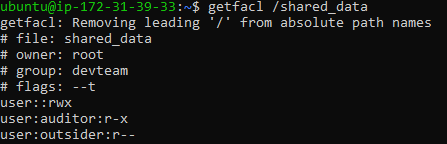 ubuntu@ip-172-31-39-33:~$ getfacl /shared_data
getfacl: Removing leading '/' from absolute path names
# file: shared_data
# owner: root
# group: devteam
# flags: --t
user::rwx
user:auditor:r-x
user:outsider:r--